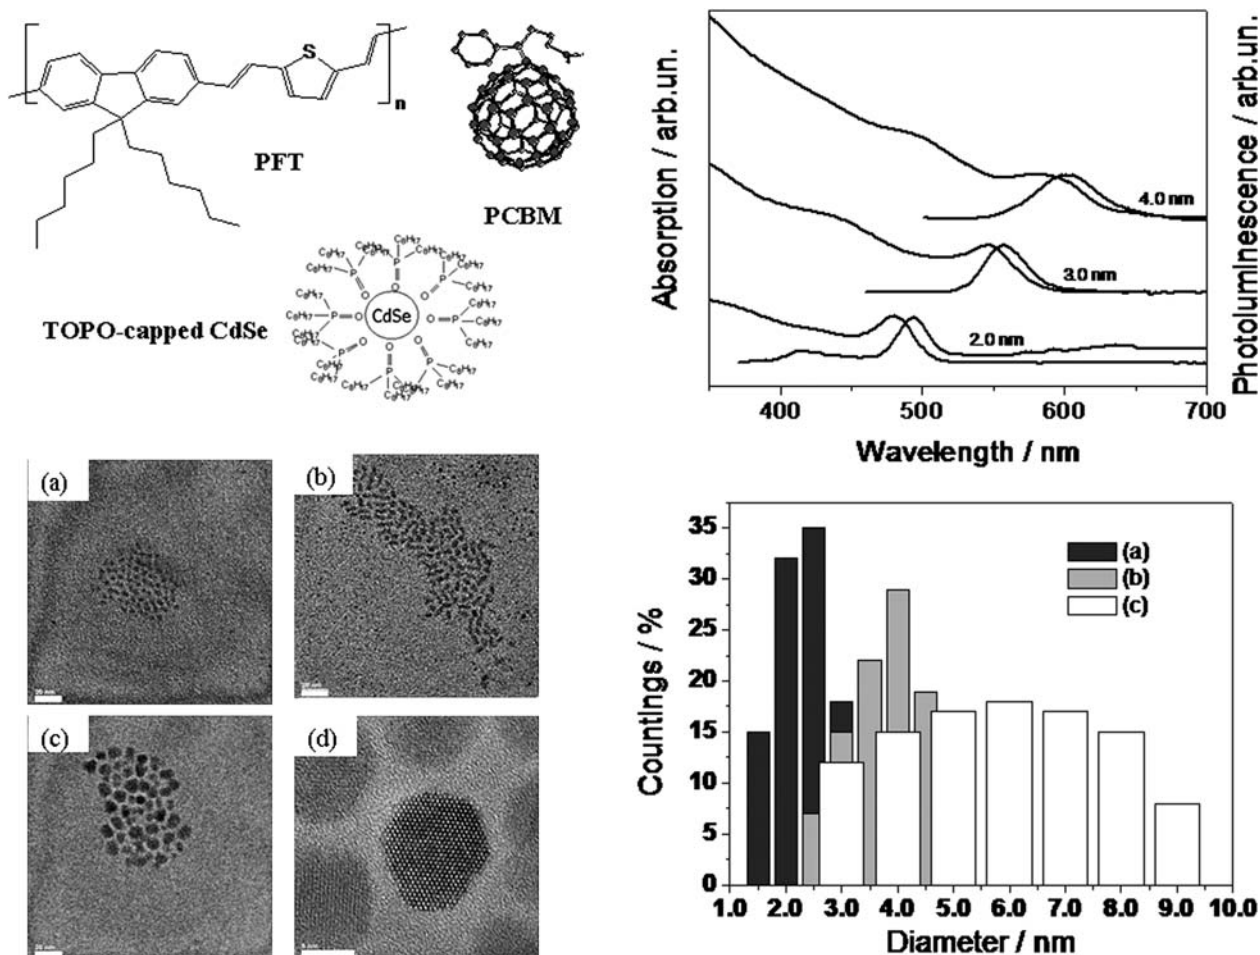 S
n
PFT
PCBM
TOPO-capped CdSe
CdSe
Absorption / arb.un.
Photoluminescence / arb.un.
4.0 nm
3.0 nm
2.0 nm
400 500 600 700
Wavelength / nm
(a)
(b)
(c)
(d)
Countings / %
35
30
25
20
15
10
5
0
(a)
(b)
(c)
1.0 2.0 3.0 4.0 5.0 6.0 7.0 8.0 9.0 10.0
Diameter / nm